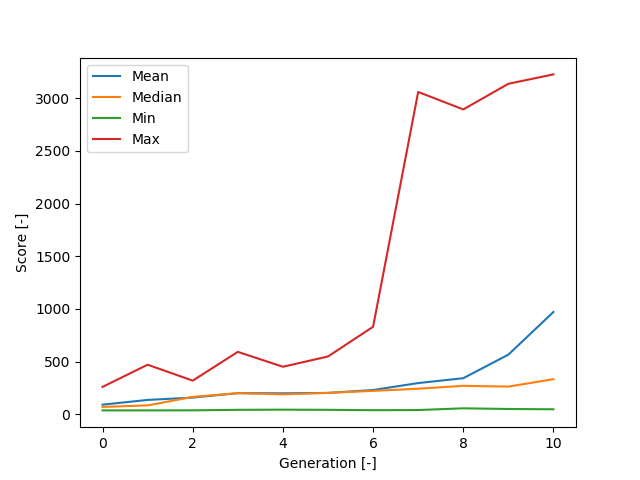 Mean
Median
Min
Max
3000
2500
2000
1500
1000
500
0
Score [-]
0 2 4 6 8 10
Generation [-]